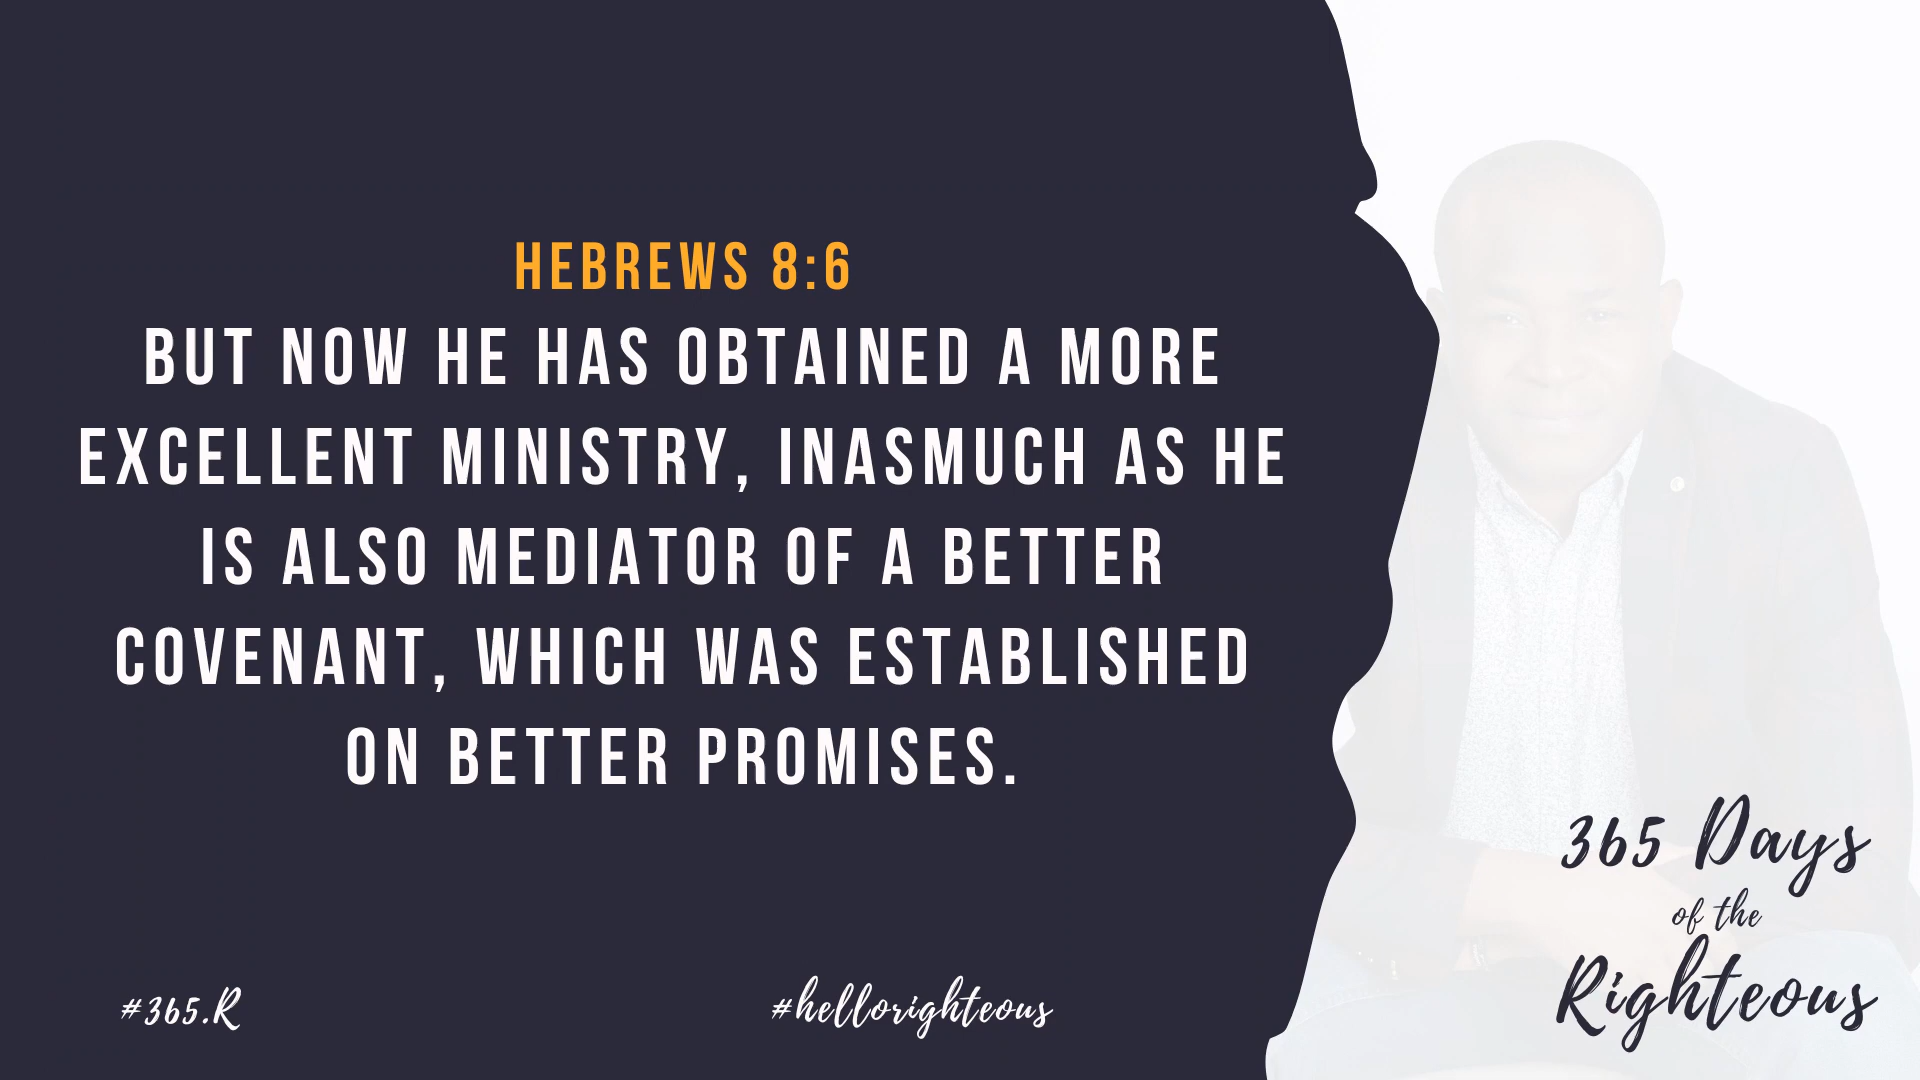 HEBREWS 8:6
BUT NOW HE HAS OBTAINED A MORE
EXCELLENT MINISTRY, INASMUCH AS HE
IS ALSO MEDIATOR OF A BETTER
COVENANT, WHICH WAS ESTABLISHED
ON BETTER PROMISES.
365 Days
of the
Righteous
#365.R
#hellorighteous